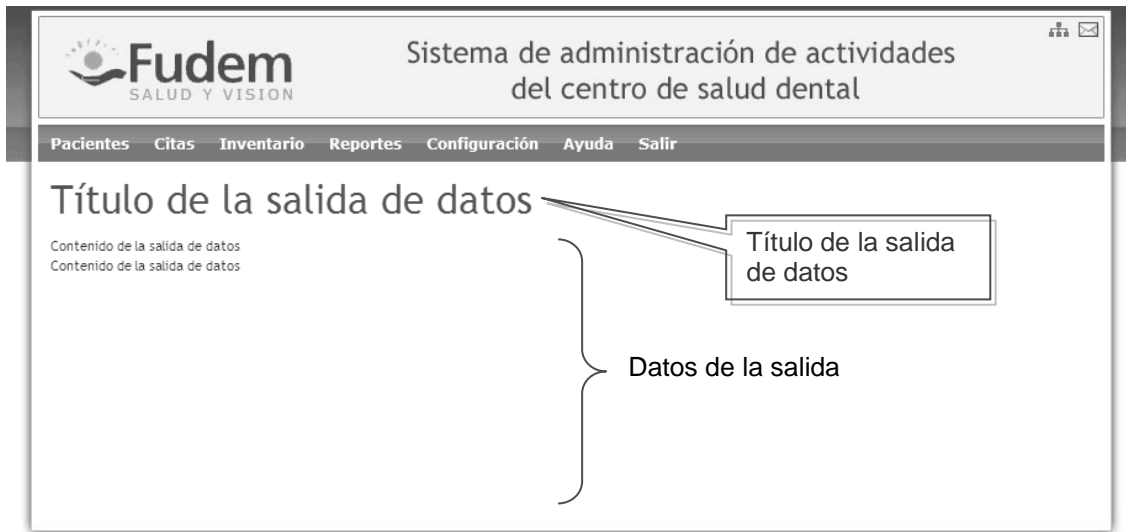 Fudem
SALUD Y VISION
Sistema de administración de actividades
del centro de salud dental
Pacientes Citas Inventario Reportes Configuración Ayuda Salir
Título de la salida de datos
Contenido de la salida de datos
Contenido de la salida de datos
Título de la salida
de datos
Datos de la salida